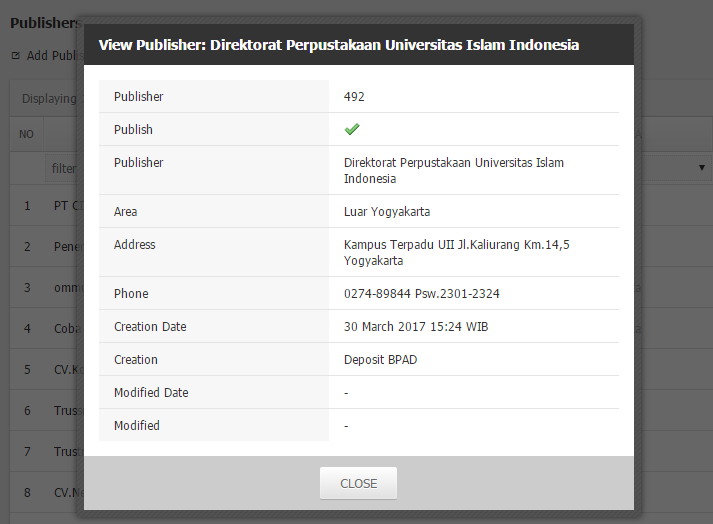 Publishers
Add Publis
Displaying
NO
filter
1 PT C
2 Pene
3
4 Coba
5 CV.K
6 Truss
7
8 CV.N
View Publisher: Direktorat Perpustakaan Universitas Islam Indonesia
Publisher 492
Publish
Publisher Direktorat Perpustakaan Universitas Islam
Indonesia
Area Luar Yogyakarta
Address Kampus Terpadu UII Jl.Kaliurang Km.14,5
Yogyakarta
Phone 0274-89844 Psw.2301-2324
Creation Date 30 March 2017 15:24 WIB
Creation Deposit BPAD
Modified Date -
Modified -
CLOSE